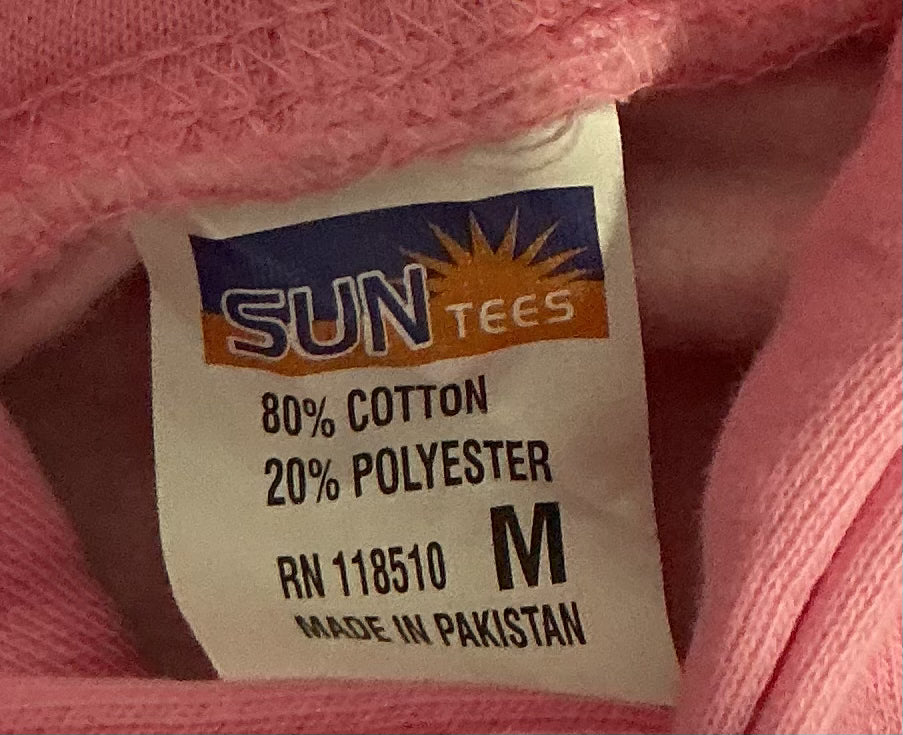 SUN TEES
80% COTTON
20% POLYESTER
RN 118510 M
MADE IN PAKISTAN